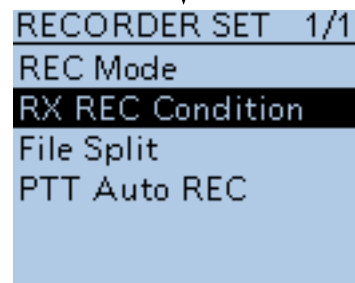 RECORDER SET 1/1
REC Mode
RX REC Condition
File Split
PTT Auto REC